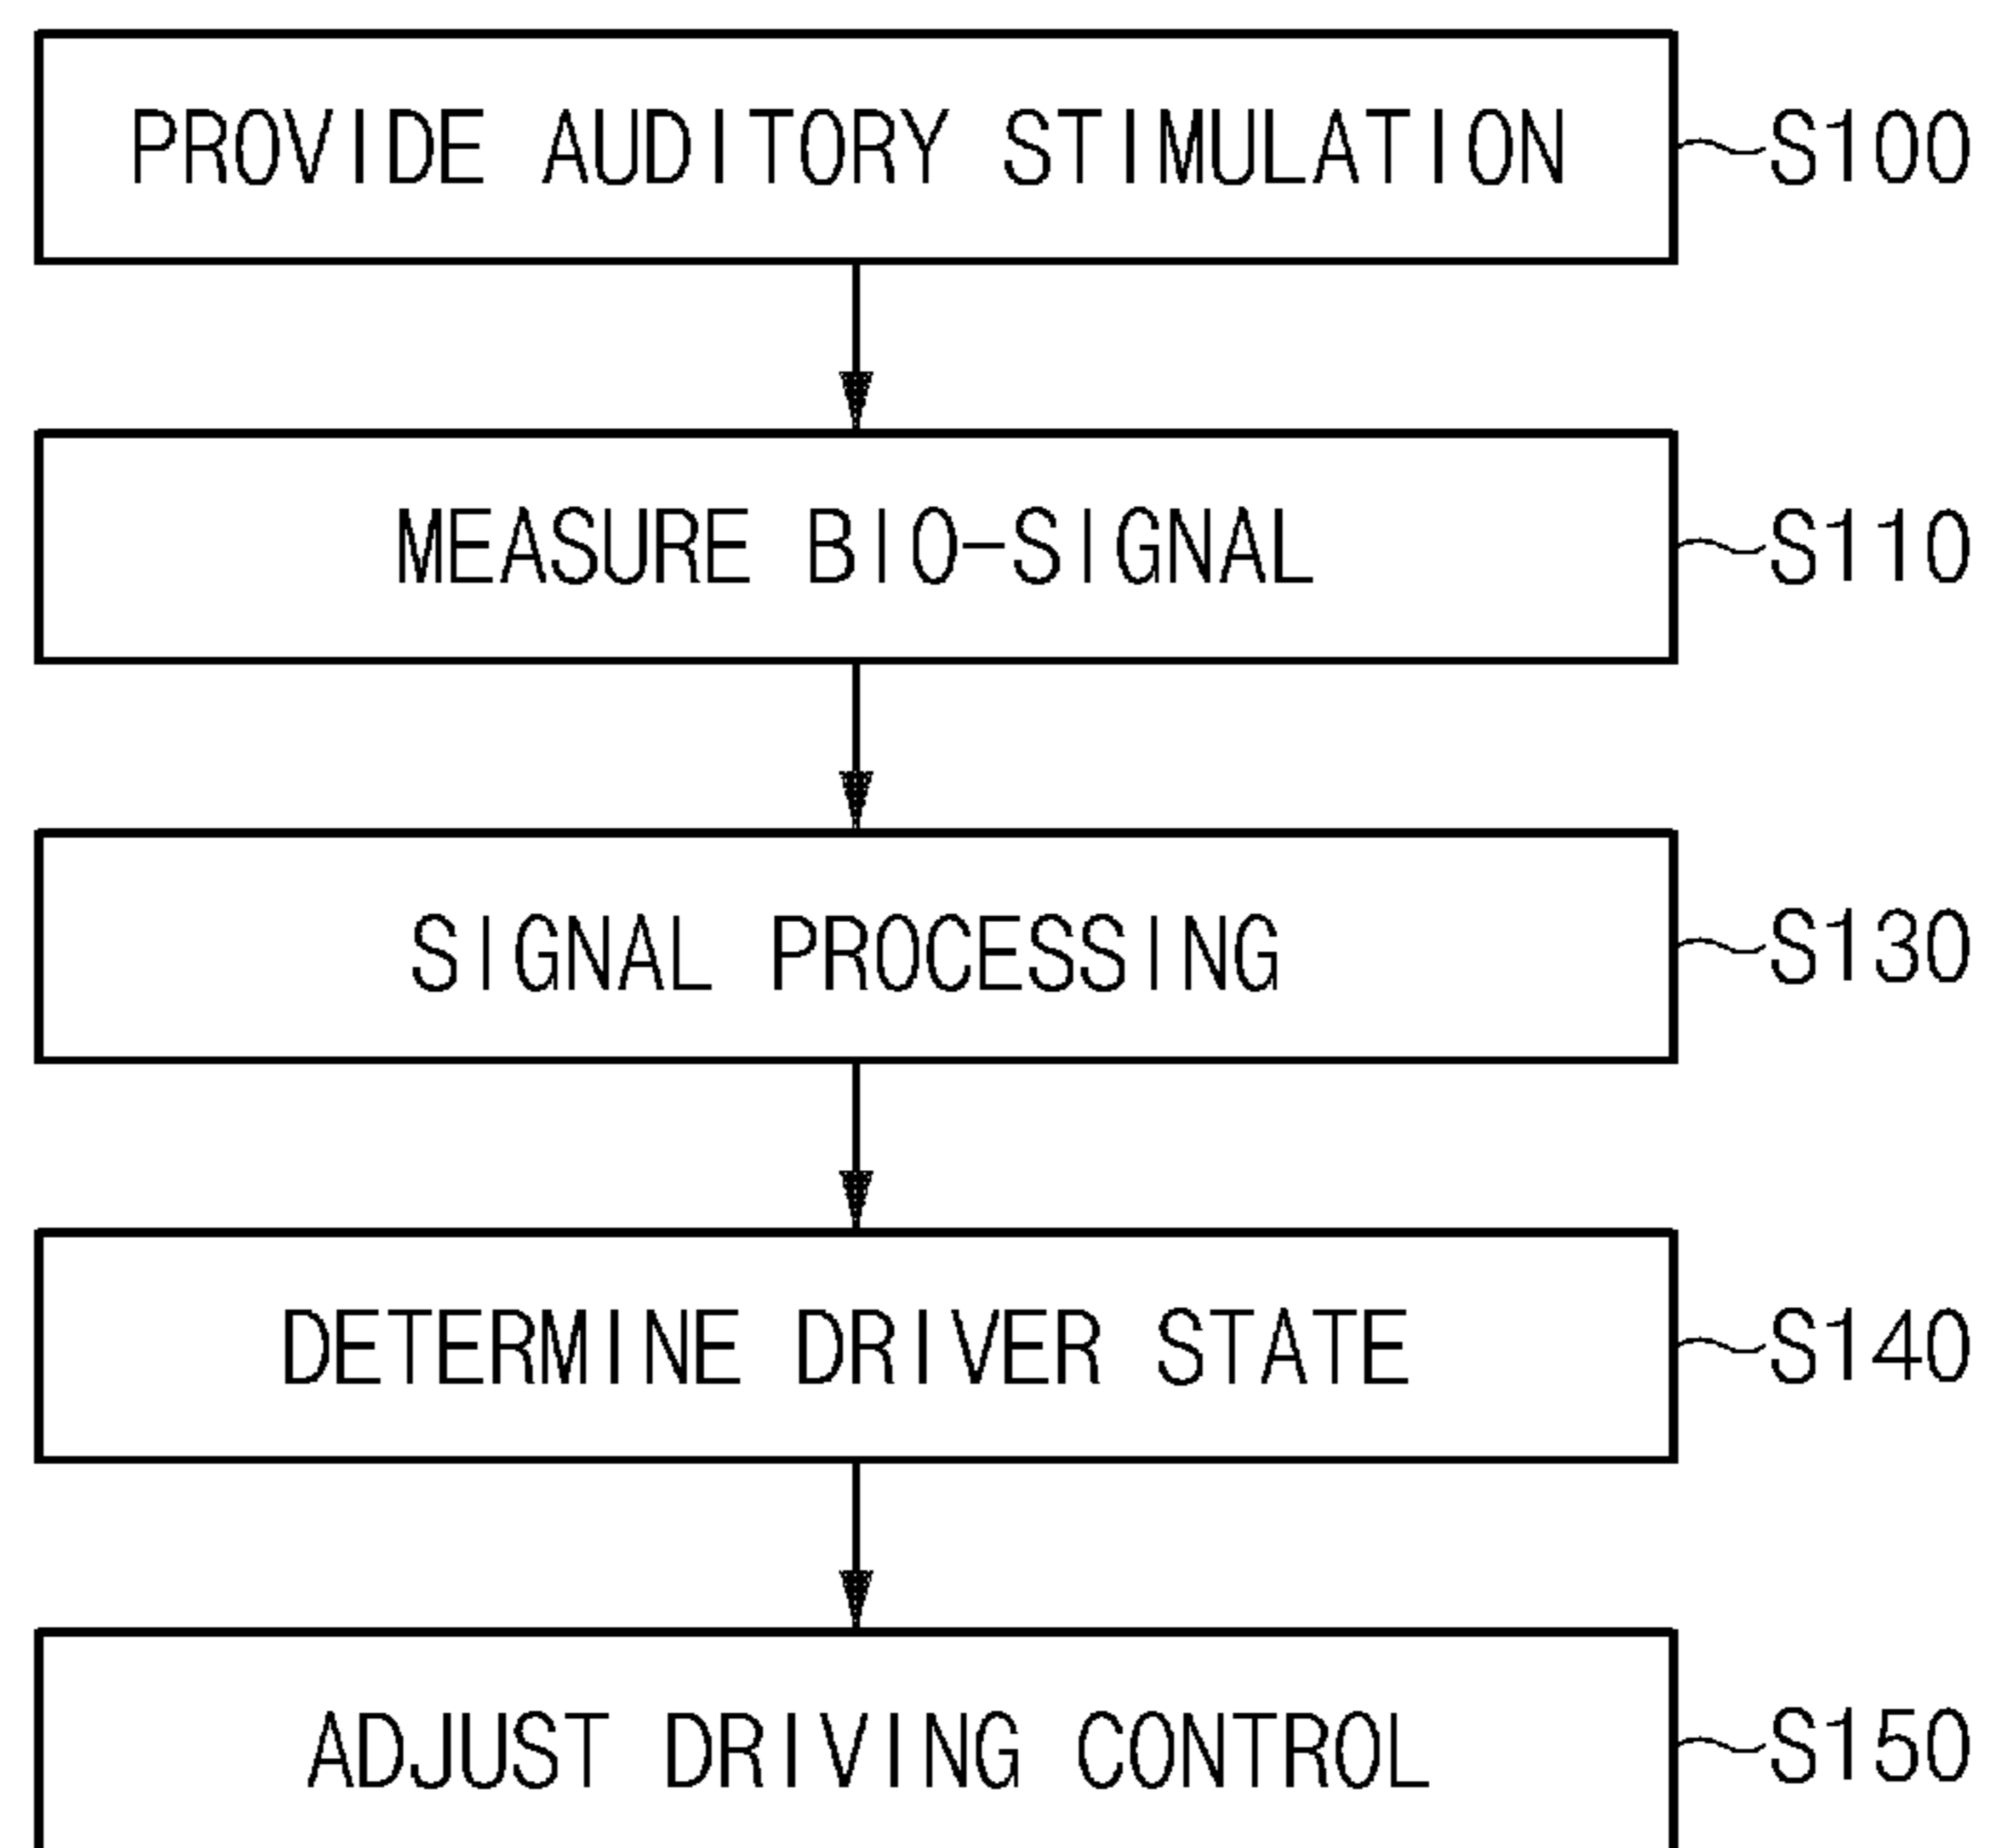 PROVIDE AUDITORY STIMULATION S100
MEASURE BIO-SIGNAL S110
SIGNAL PROCESSING S130
DETERMINE DRIVER STATE S140
ADJUST DRIVING CONTROL S150